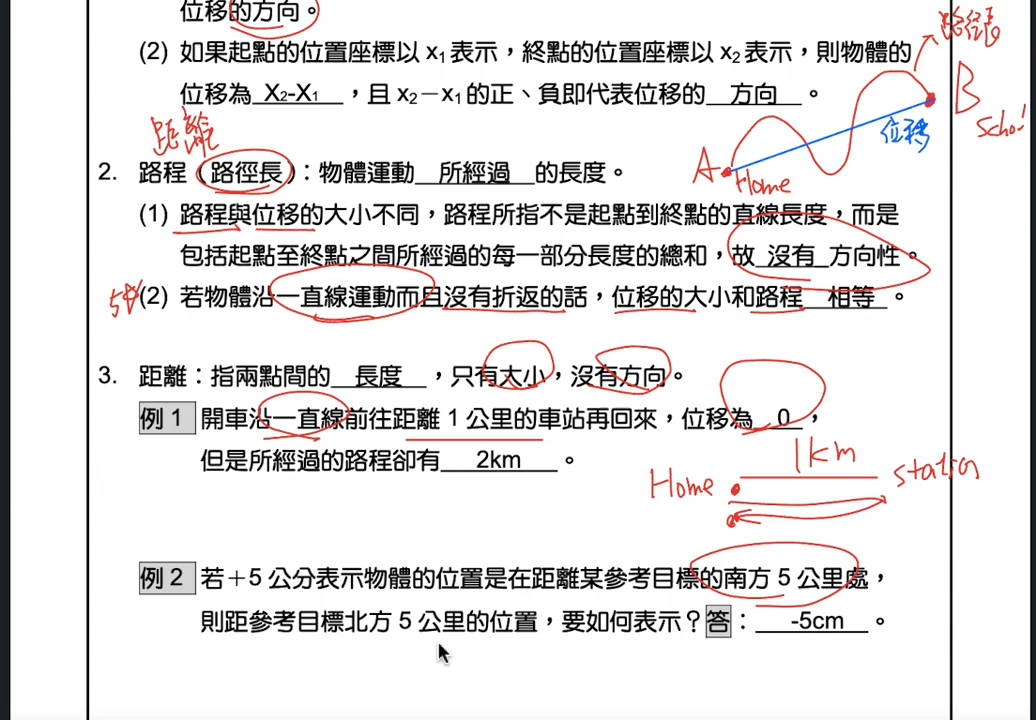 位移的方向。
(2) 如果起點的位置座標以 x₁ 表示，終點的位置座標以 x₂ 表示，則物體的
位移為 X₂-X₁ ，且 x₂－x₁ 的正、負即代表位移的 方向 。
路徑長
B
School
位移
A
Home
距離
2. 路程（路徑長）：物體運動 所經過 的長度。
(1) 路程與位移的大小不同，路程所指不是起點到終點的直線長度，而是
包括起點至終點之間所經過的每一部分長度的總和，故 沒有 方向性。
(2) 若物體沿一直線運動而且沒有折返的話，位移的大小和路程 相等 。
3. 距離：指兩點間的 長度 ，只有大小，沒有方向。
例 1 開車沿一直線前往距離 1 公里的車站再回來，位移為 0 ，
但是所經過的路程卻有 2km 。
1km
Home
station
例 2 若＋5 公分表示物體的位置是在距離某參考目標的南方 5 公里處，
則距參考目標北方 5 公里的位置，要如何表示？答： -5cm 。